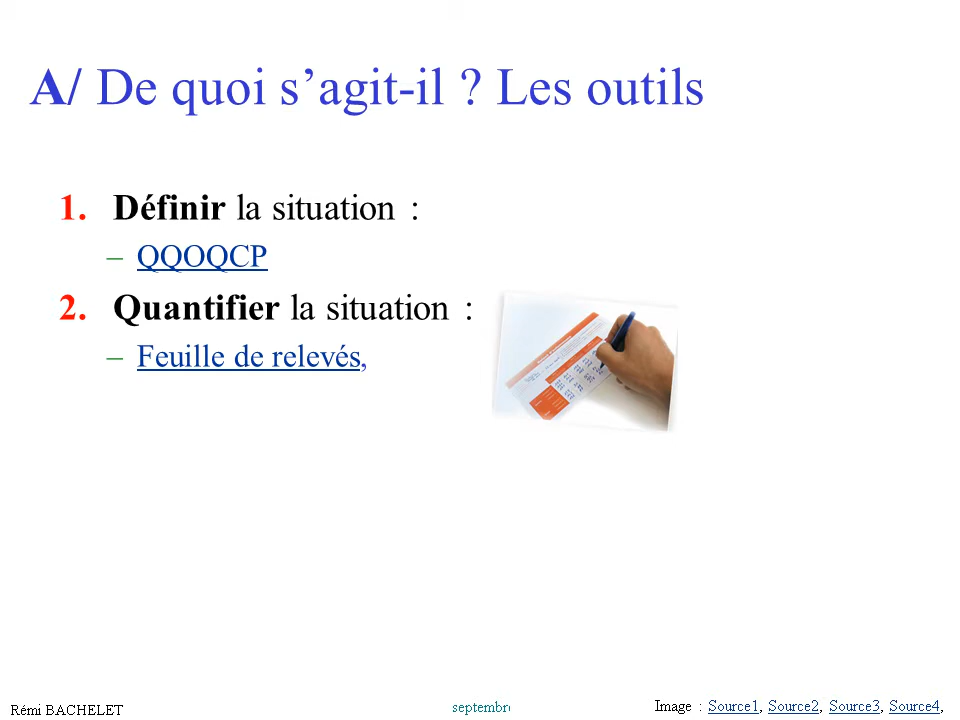 A/ De quoi s’agit-il ? Les outils
1. Définir la situation :
– QQOQCP
2. Quantifier la situation :
– Feuille de relevés,
Rémi BACHELET
septembre
Image : Source1, Source2, Source3, Source4,